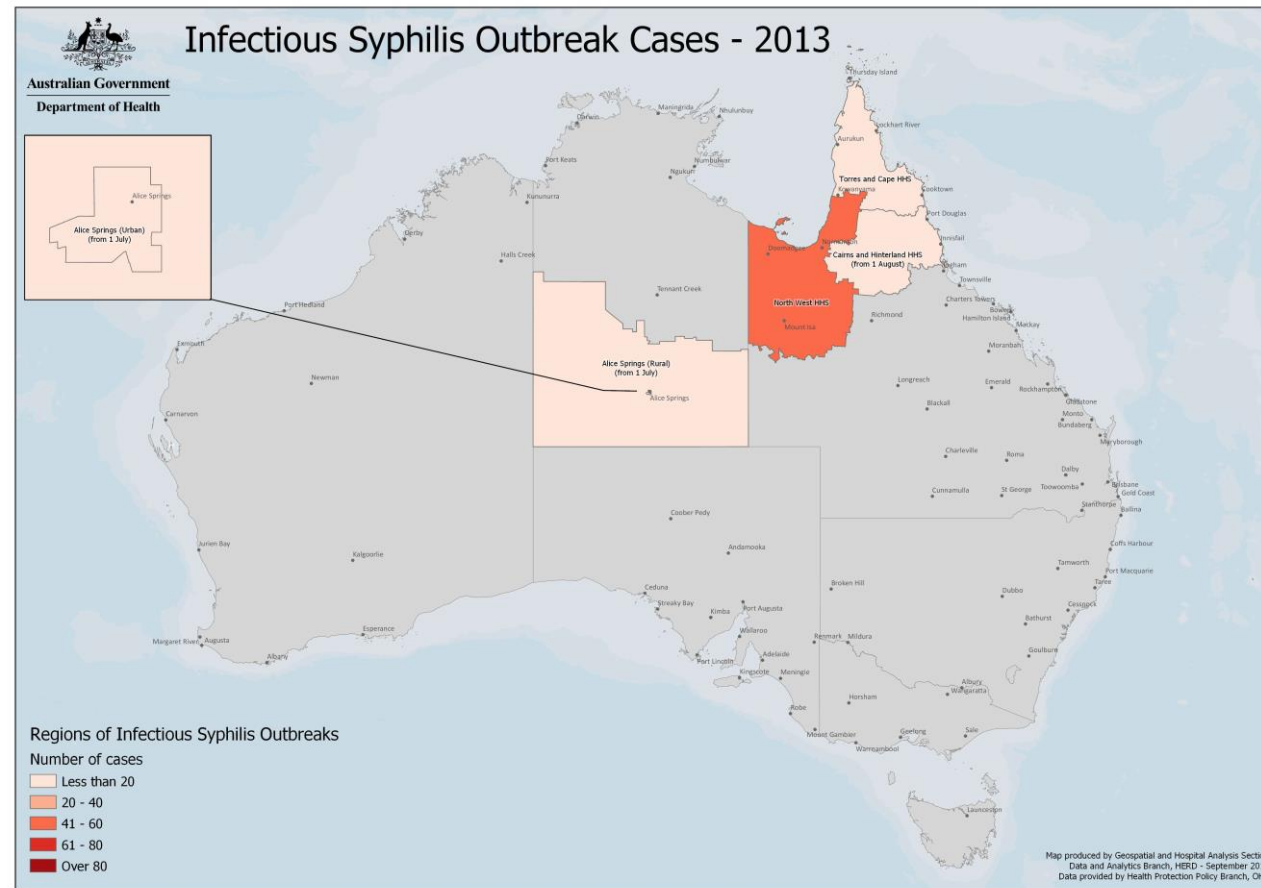 Infectious Syphilis Outbreak Cases - 2013
Australian Government
Department of Health
Alice Springs
Alice Springs (Urban)
(from 1 July)
Thursday Island
Maningrida
Nhulunbuy
Darwin
Lockhart River
Aurukun
Port Keats
Numbulwar
Ngukurr
Torres and Cape HHS
Kowanyama
Cooktown
Kununurra
Port Douglas
Derby
Innisfail
Normanton
Doomadgee
Cairns and Hinterland HHS
(from 1 August)
Halls Creek
Ingham
Townsville
Tennant Creek
North West HHS
Charters Towers
Port Hedland
Bowen
Hamilton Island
Richmond
Mount Isa
Mackay
Exmouth
Moranbah
Alice Springs (Rural)
(from 1 July)
Newman
Longreach
Emerald
Rockhampton
Alice Springs
Blackall
Gladstone
Carnarvon
Monto
Bundaberg
Maryborough
Charleville
Roma
Dalby
Toowoomba
Brisbane
Cunnamulla
St George
Gold Coast
Stanthorpe
Ballina
Coober Pedy
Jurien Bay
Andamooka
Coffs Harbour
Kalgoorlie
Tamworth
Port Macquarie
Taree
Broken Hill
Ceduna
Dubbo
Streaky Bay
Port Augusta
Kimba
Cessnock
Bathurst
Esperance
Wallaroo
Margaret River
Augusta
Renmark
Mildura
Goulburn
Albany
Port Lincoln
Adelaide
Kingscote
Meningie
Albury
Wangaratta
Horsham
Robe
Mount Gambier
Geelong
Sale
Warrnambool
Launceston
Regions of Infectious Syphilis Outbreaks
Number of cases
Less than 20
20 - 40
41 - 60
61 - 80
Over 80
Map produced by Geospatial and Hospital Analysis Secti
Data and Analytics Branch, HERD - September 20
Data provided by Health Protection Policy Branch,